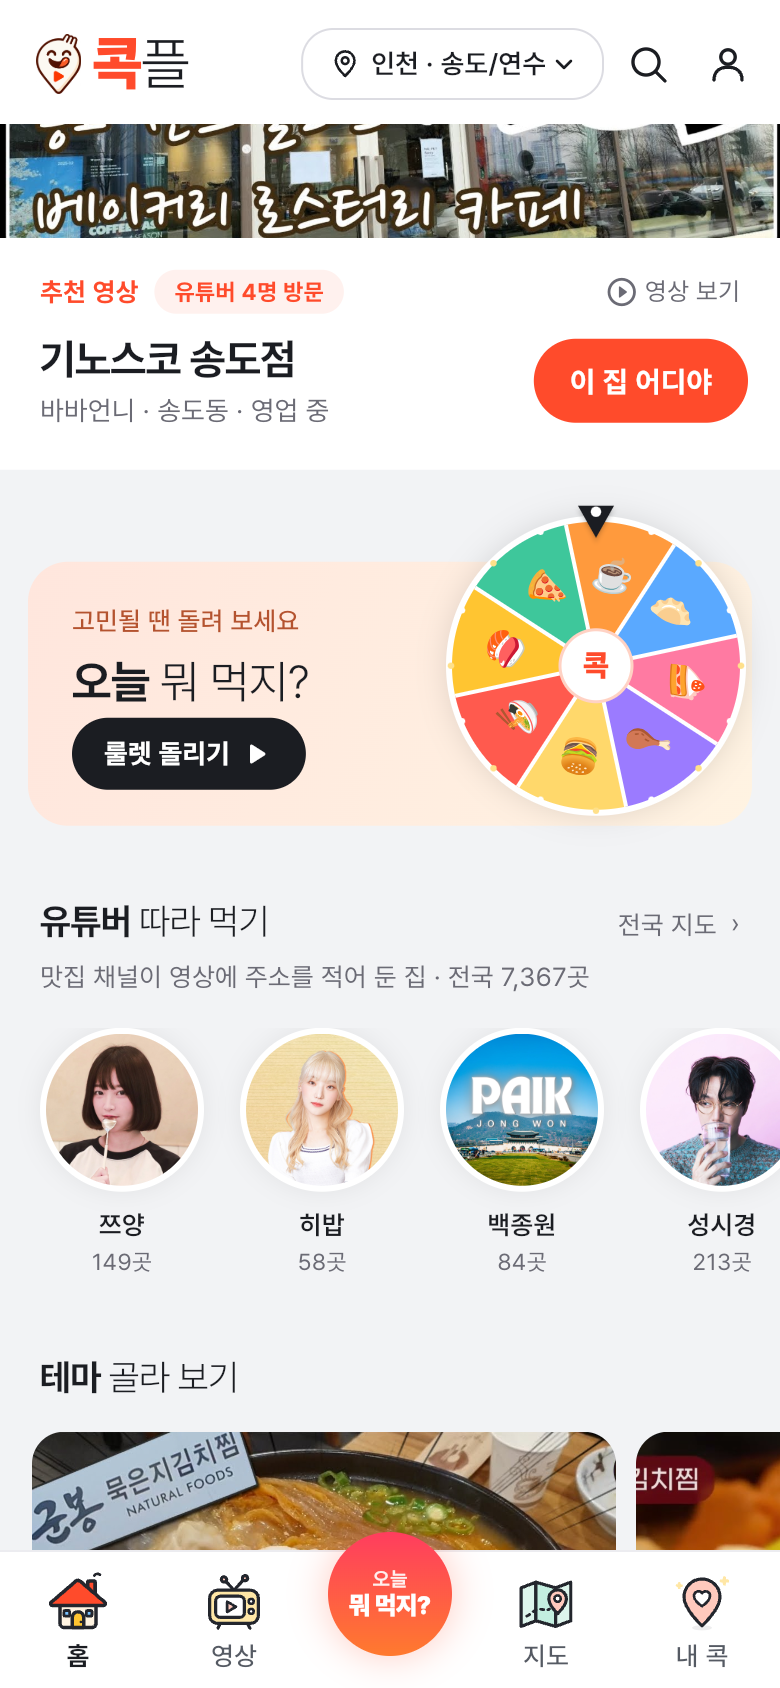 콕플
인천 · 송도/연수
베이커리 로스터리 카페
추천 영상
유튜버 4명 방문
영상 보기
기노스코 송도점
바바언니 · 송도동 · 영업 중
이 집 어디야
고민될 땐 돌려 보세요
오늘 뭐 먹지?
룰렛 돌리기
콕
유튜버 따라 먹기
전국 지도 ›
맛집 채널이 영상에 주소를 적어 둔 집 · 전국 7,367곳
PAIK
JONG WON
쯔양
히밥
백종원
성시경
149곳
58곳
84곳
213곳
테마 골라 보기
군봉 묵은지김치찜
NATURAL FOODS
김치찜
오늘
뭐 먹지?
홈
영상
지도
내 콕